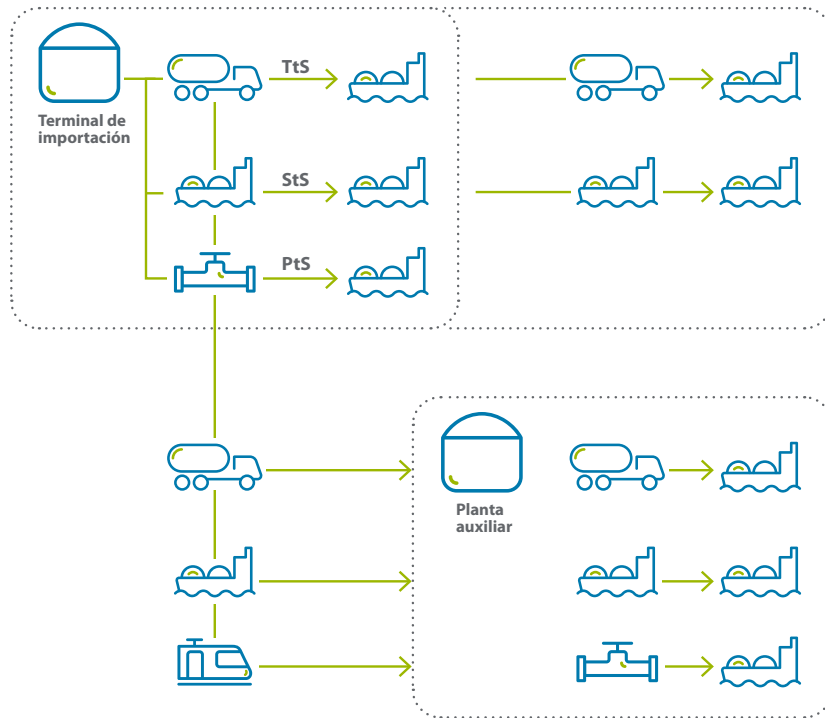 TtS
Terminal de
importación
StS
PtS
Planta
auxiliar